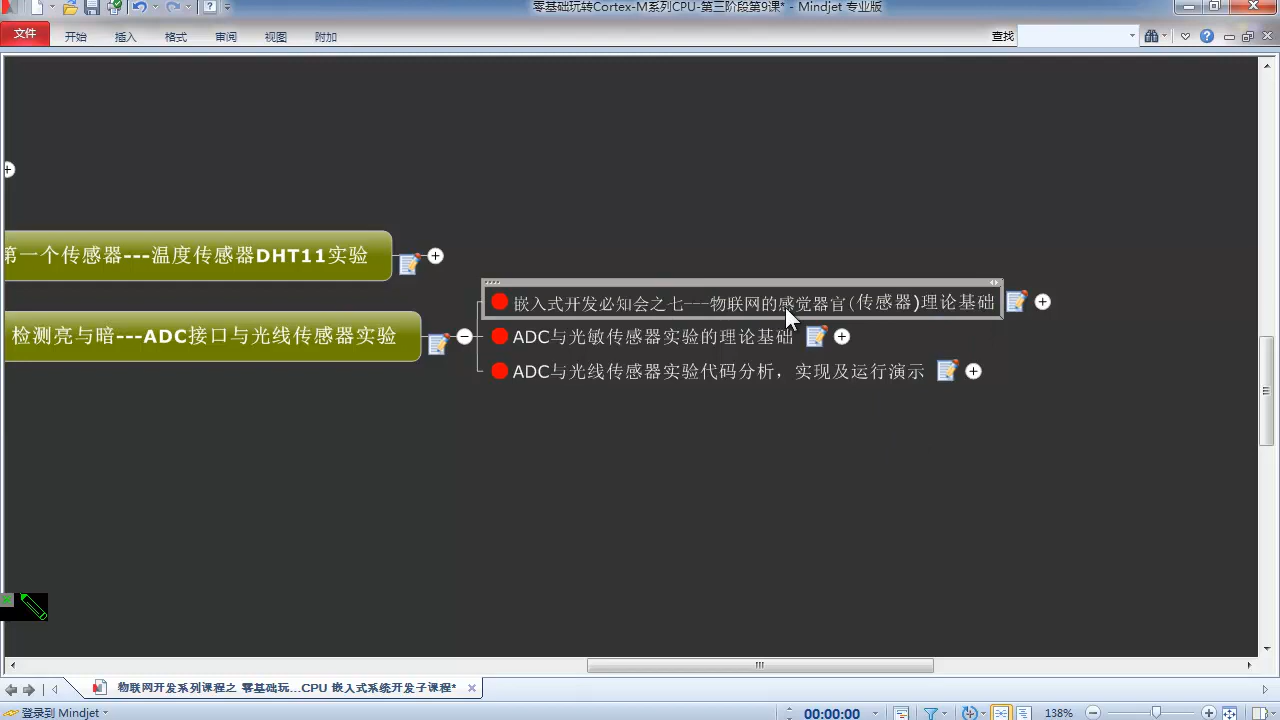 零基础玩转Cortex-M系列CPU-第三阶段第9课* - Mindjet 专业版
文件 开始 插入 格式 审阅 视图 附加 查找
第一个传感器---温度传感器DHT11实验
嵌入式开发必知会之七---物联网的感觉器官(传感器)理论基础
检测亮与暗---ADC接口与光线传感器实验
ADC与光敏传感器实验的理论基础
ADC与光线传感器实验代码分析，实现及运行演示
物联网开发系列课程之 零基础玩...CPU 嵌入式系统开发子课程*
登录到 Mindjet 00:00:00 138%